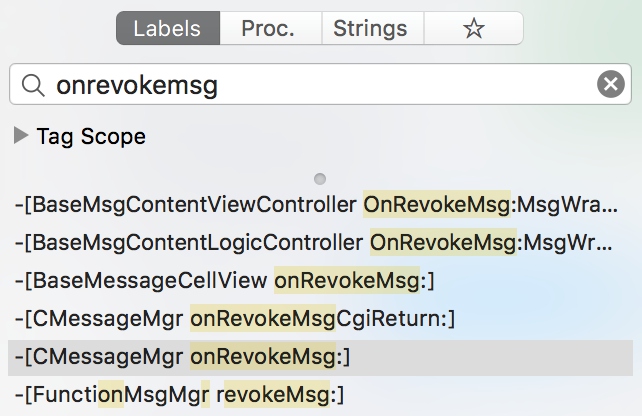 Labels Proc. Strings ☆
onrevokemsg
Tag Scope
-[BaseMsgContentViewController OnRevokeMsg:MsgWra...
-[BaseMsgContentLogicController OnRevokeMsg:MsgWr...
-[BaseMessageCellView onRevokeMsg:]
-[CMessageMgr onRevokeMsgCgiReturn:]
-[CMessageMgr onRevokeMsg:]
-[FunctionMsgMgr revokeMsg:]